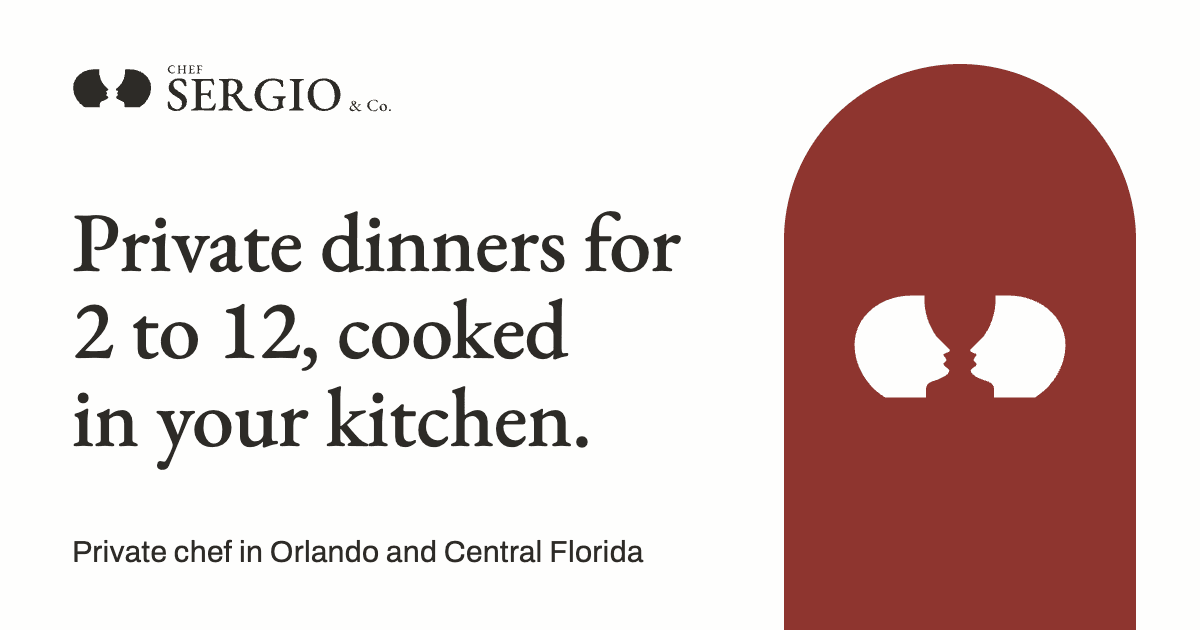 CHEF
SERGIO & Co.
Private dinners for
2 to 12, cooked
in your kitchen.
Private chef in Orlando and Central Florida